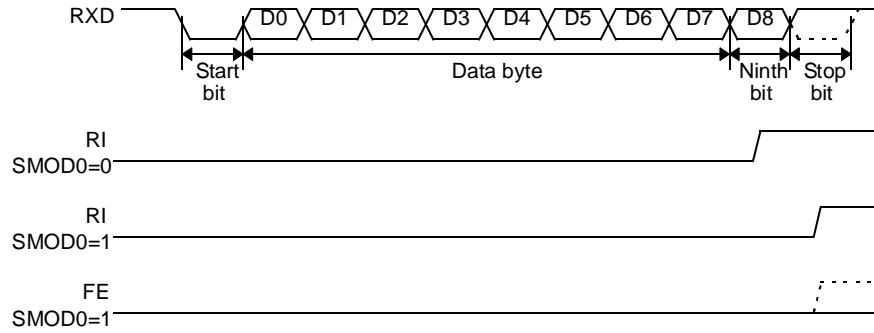 RXD
D0 D1 D2 D3 D4 D5 D6 D7 D8
Start bit
Data byte
Ninth bit
Stop bit
RI
SMOD0=0
RI
SMOD0=1
FE
SMOD0=1